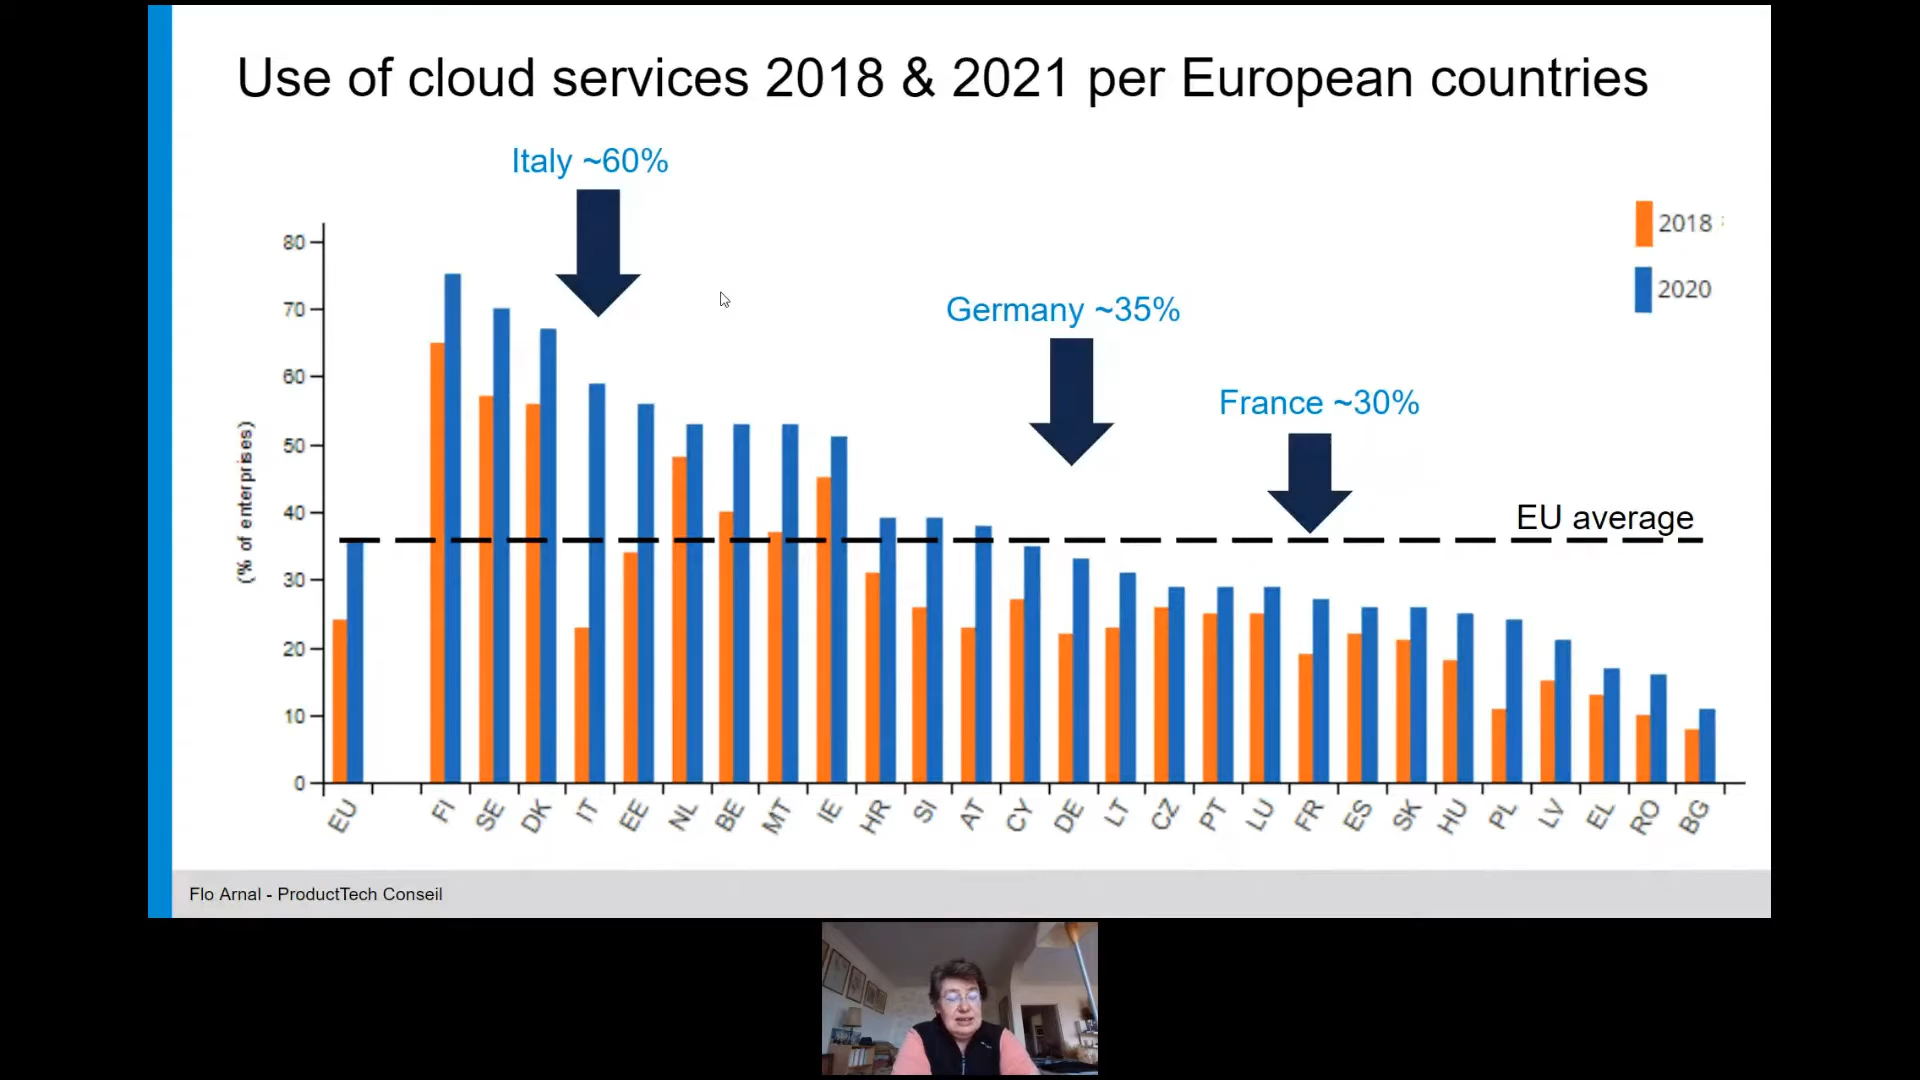 Use of cloud services 2018 & 2021 per European countries
Italy ~60%
Germany ~35%
France ~30%
EU average
2018
2020
(% of enterprises)
80
70
60
50
40
30
20
10
0
EU FI SE DK IT EE NL BE MT IE HR SI AT CY DE LT CZ PT LU FR ES SK HU PL LV EL RO BG
Flo Arnal - ProductTech Conseil